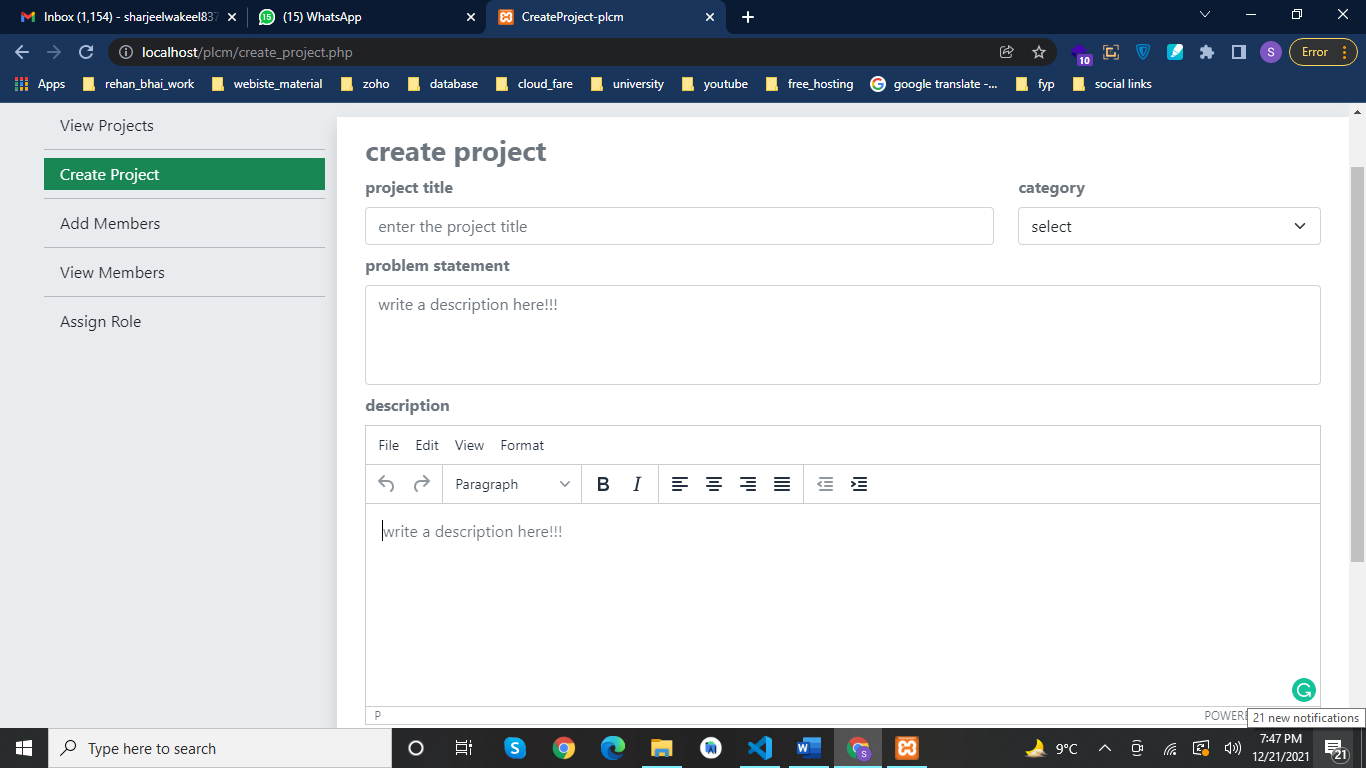 Inbox (1,154) - sharjeelwakeel837
(15) WhatsApp
CreateProject-plcm
localhost/plcm/create_project.php
10
S
Error
Apps
rehan_bhai_work
webiste_material
zoho
database
cloud_fare
university
youtube
free_hosting
google translate -...
fyp
social links
View Projects
Create Project
Add Members
View Members
Assign Role
create project
project title
category
enter the project title
select
problem statement
write a description here!!!
description
File Edit View Format
Paragraph
B I
write a description here!!!
P
POWERE
21 new notifications
Type here to search
9°C
7:47 PM
12/21/2021
21